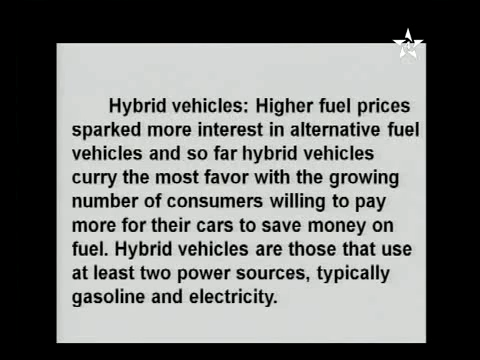 Hybrid vehicles: Higher fuel prices
sparked more interest in alternative fuel
vehicles and so far hybrid vehicles
curry the most favor with the growing
number of consumers willing to pay
more for their cars to save money on
fuel. Hybrid vehicles are those that use
at least two power sources, typically
gasoline and electricity.